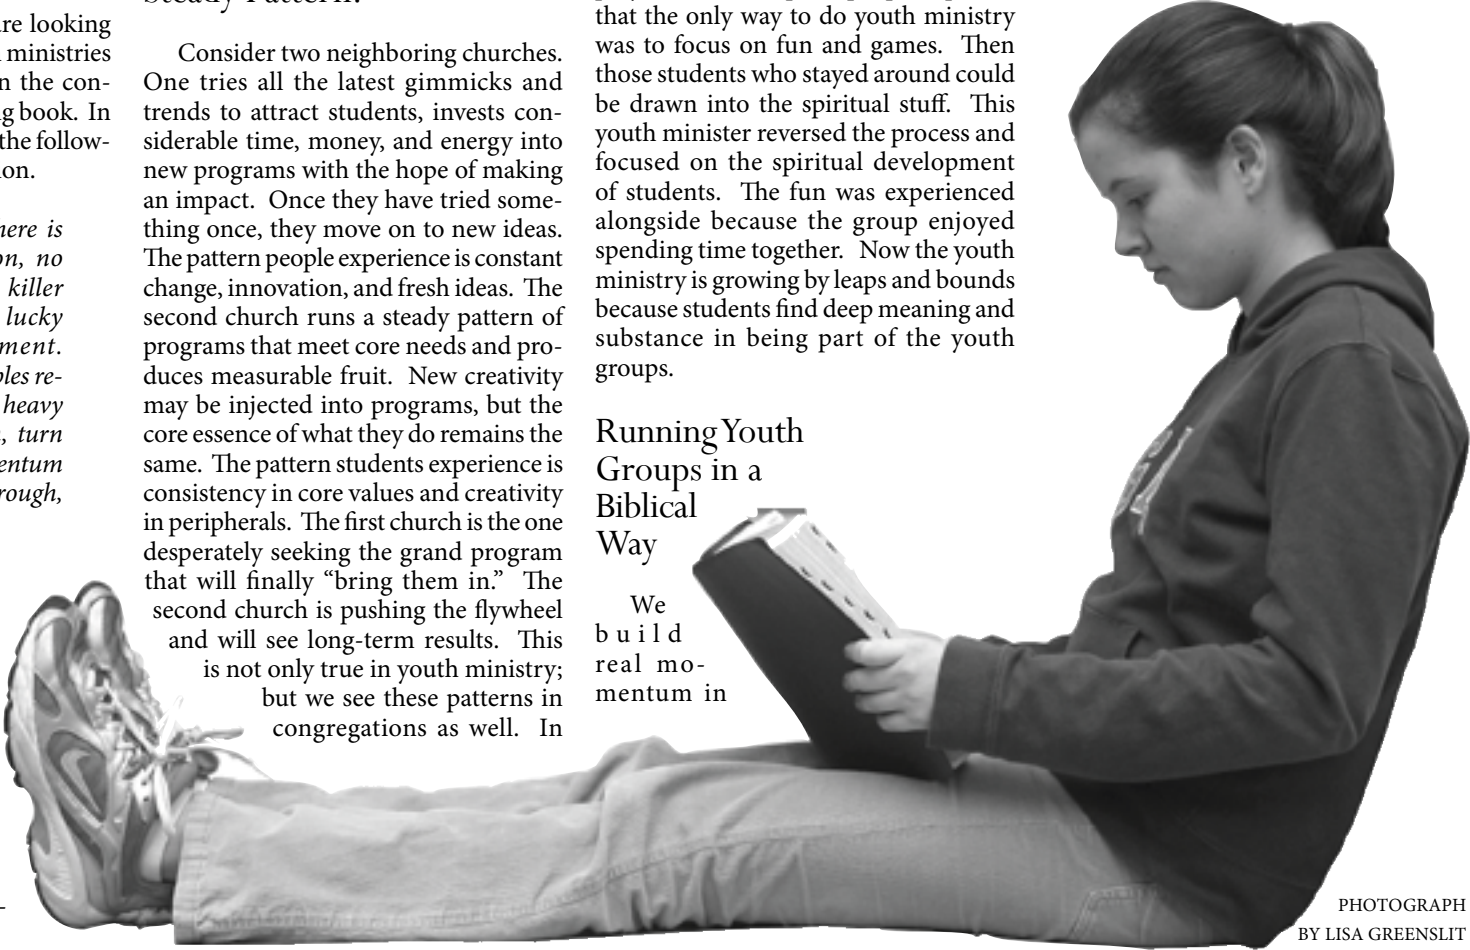 are looking
ministries
n the con-
g book. In
the follow-
on.
here is
on, no
killer
lucky
ment.
ples re-
heavy
, turn
entum
rough,
Steady Pattern?
Consider two neighboring churches.
One tries all the latest gimmicks and
trends to attract students, invests con-
siderable time, money, and energy into
new programs with the hope of making
an impact. Once they have tried some-
thing once, they move on to new ideas.
The pattern people experience is constant
change, innovation, and fresh ideas. The
second church runs a steady pattern of
programs that meet core needs and pro-
duces measurable fruit. New creativity
may be injected into programs, but the
core essence of what they do remains the
same. The pattern students experience is
consistency in core values and creativity
in peripherals. The first church is the one
desperately seeking the grand program
that will finally “bring them in.” The
second church is pushing the flywheel
and will see long-term results. This
is not only true in youth ministry;
but we see these patterns in
congregations as well. In
that the only way to do youth ministry
was to focus on fun and games. Then
those students who stayed around could
be drawn into the spiritual stuff. This
youth minister reversed the process and
focused on the spiritual development
of students. The fun was experienced
alongside because the group enjoyed
spending time together. Now the youth
ministry is growing by leaps and bounds
because students find deep meaning and
substance in being part of the youth
groups.
Running Youth
Groups in a
Biblical
Way
We
build
real mo-
mentum in
PHOTOGRAPH
BY LISA GREENSLIT